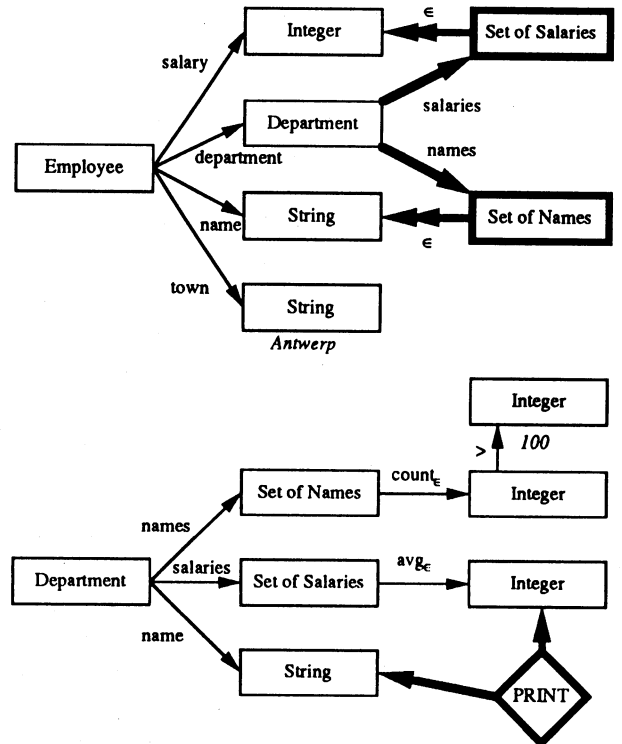 ∈
Integer
Set of Salaries
salary
salaries
Department
department
names
Employee
name
String
Set of Names
∈
town
String
Antwerp
Integer
> 100
count∈
Set of Names
Integer
names
avg∈
Department
salaries
Set of Salaries
Integer
name
String
PRINT